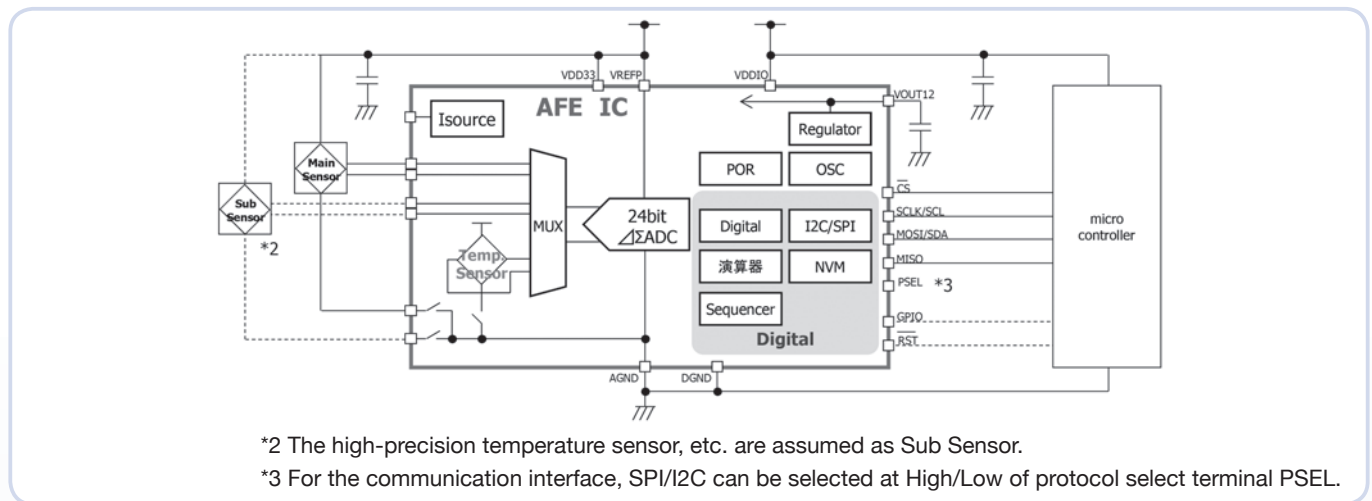 VDD33 VREFP VDDIO
VOUT12
AFE IC
Isource
Regulator
POR
OSC
Main
Sensor
CS
Sub
Sensor
SCLK/SCL
24bit
⊿ΣADC
Digital
I2C/SPI
micro
controller
MUX
MOSI/SDA
*2
Temp.
Sensor
演算器
NVM
MISO
PSEL *3
Sequencer
GPIO
Digital
RST
AGND
DGND
*2 The high-precision temperature sensor, etc. are assumed as Sub Sensor.
*3 For the communication interface, SPI/I2C can be selected at High/Low of protocol select terminal PSEL.